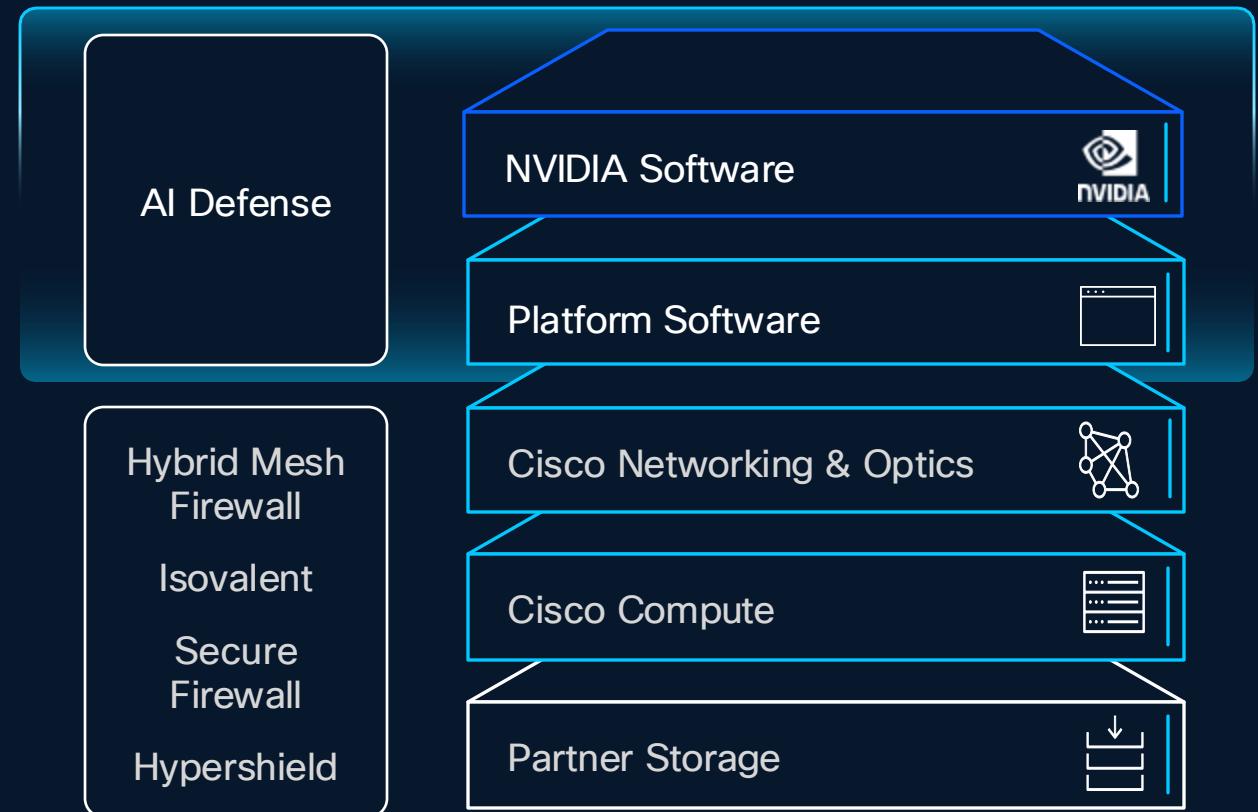 AI Defense
NVIDIA Software
NVIDIA
Platform Software
Hybrid Mesh
Firewall
Isovalent
Secure
Firewall
Hypershield
Cisco Networking & Optics
Cisco Compute
Partner Storage